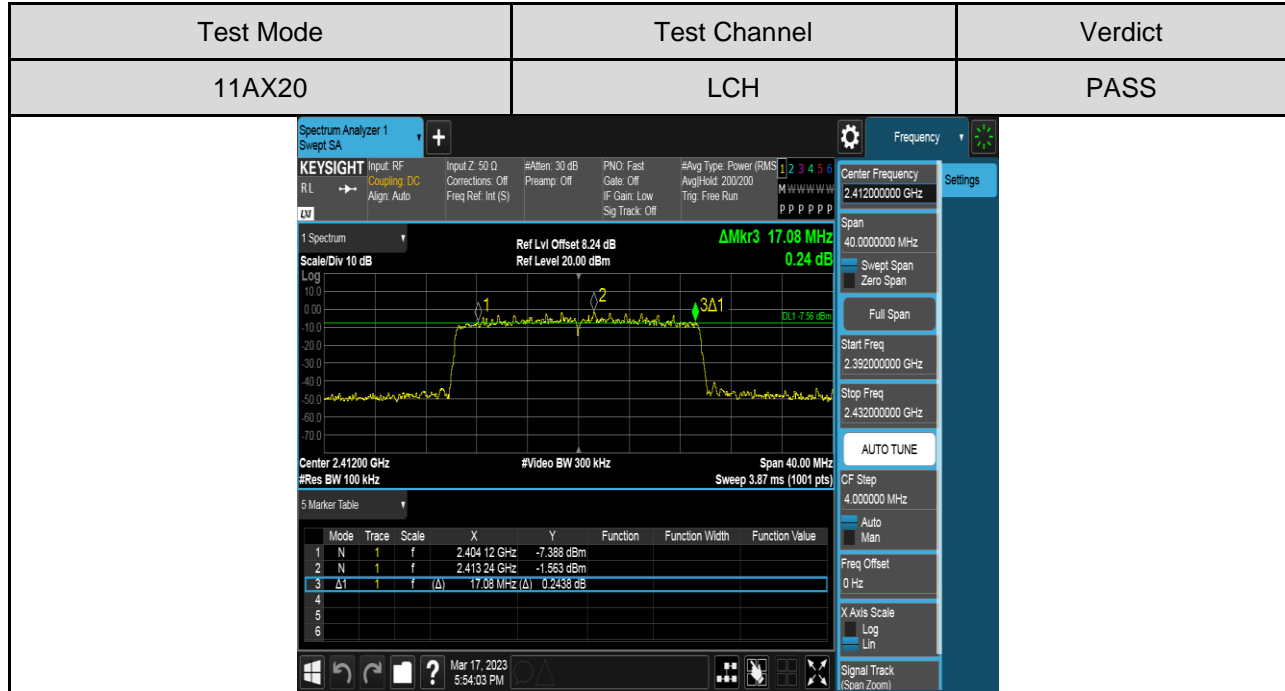 Test Mode Test Channel Verdict
11AX20 LCH PASS
Spectrum Analyzer 1
Swept SA
+
Frequency
KEYSIGHT Input: RF Input Z: 50 Ω #Atten: 30 dB PNO: Fast #Avg Type: Power (RMS 1 2 3 4 5 6
RL Coupling: DC Corrections: Off Preamp: Off Gate: Off Avg|Hold: 200/200 M W W W W W
Align: Auto Freq Ref: Int (S) IF Gain: Low Trig: Free Run
LXI Sig Track: Off P P P P P P
Center Frequency
2.412000000 GHz
Settings
Span
40.0000000 MHz
Swept Span
Zero Span
Full Span
Start Freq
2.392000000 GHz
Stop Freq
2.432000000 GHz
AUTO TUNE
CF Step
4.000000 MHz
Auto
Man
Freq Offset
0 Hz
X Axis Scale
Log
Lin
Signal Track
(Span Zoom)
1 Spectrum Ref Lvl Offset 8.24 dB ΔMkr3 17.08 MHz
Scale/Div 10 dB Ref Level 20.00 dBm 0.24 dB
Log
10.0
0.00
-10.0
-20.0
-30.0
-40.0
-50.0
-60.0
-70.0
1
2
3Δ1
DL1 -7.56 dBm
Center 2.41200 GHz #Video BW 300 kHz Span 40.00 MHz
#Res BW 100 kHz Sweep 3.87 ms (1001 pts)
5 Marker Table
Mode Trace Scale X Y Function Function Width Function Value
1 N 1 f 2.404 12 GHz -7.388 dBm
2 N 1 f 2.413 24 GHz -1.563 dBm
3 Δ1 1 f (Δ) 17.08 MHz (Δ) 0.2438 dB
4
5
6
? Mar 17, 2023
5:54:03 PM